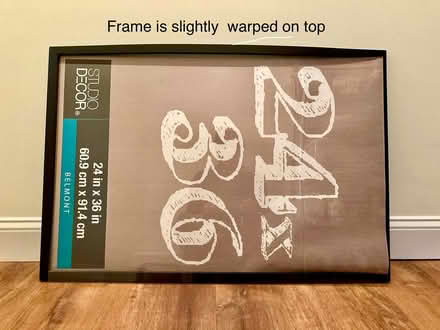 Frame is slightly warped on top
STUDIO
DECOR®
24 in x 36 in
60.9 cm x 91.4 cm
BELMONT
24x
36